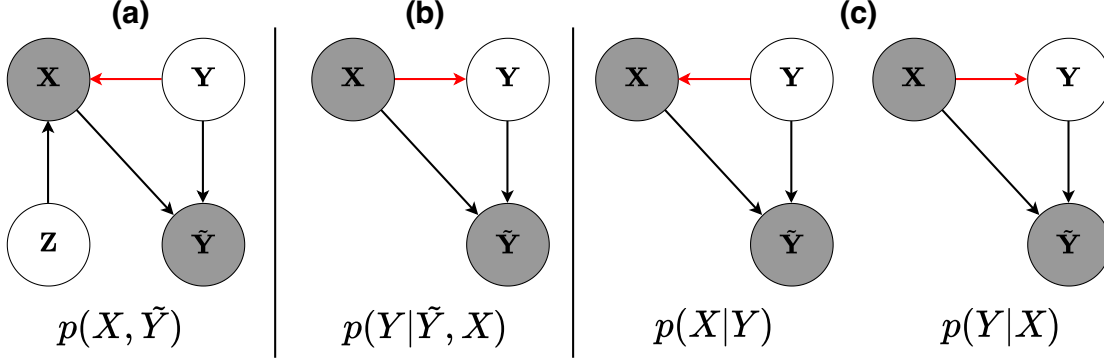 (a) (b) (c)
X Y X Y X Y X Y
Z Ỹ Ỹ Ỹ Ỹ
p(X, Ỹ) p(Y|Ỹ, X) p(X|Y) p(Y|X)